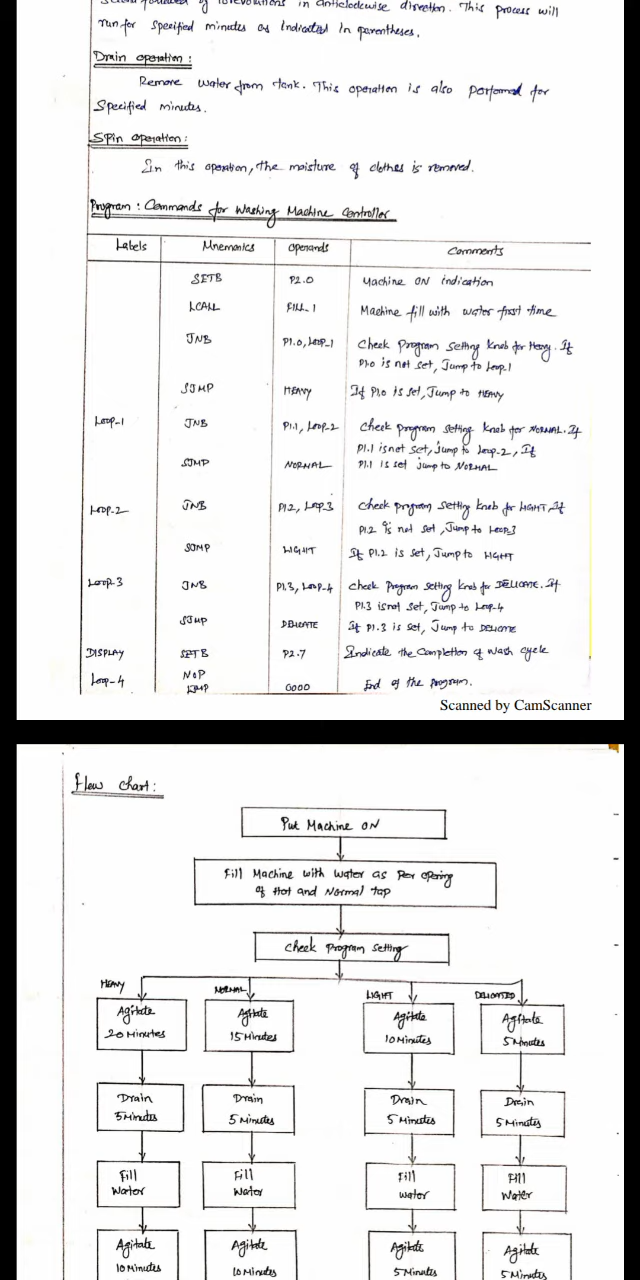 followed of revolutions in anticlockwise direction. This process will
run for specified minutes as indicated in parentheses.
Drain operation:
Remove water from tank. This operation is also performed for
specified minutes.
Spin operation:
In this operation, the moisture of clothes is removed.
Program: Commands for Washing Machine Controller
Labels Mnemonics operands comments
SETB P2.0 Machine ON indication
LCALL FILL_1 Machine fill with water first time
JNB P1.0, Loop_1 Check Program Setting Knob for Heavy. If
P1.0 is not set, Jump to Loop.1
SJMP HEAVY If P1.0 is set, Jump to HEAVY
Loop_1 JNB P1.1, Loop_2 check program setting knob for NORMAL. If
P1.1 is not set, jump to Loop-2, If
SJMP NORMAL P1.1 is set jump to NORMAL
Loop_2 JNB P1.2, Loop_3 check program setting knob for LIGHT, If
P1.2 is not set, Jump to Loop_3
SJMP LIGHT If P1.2 is set, Jump to LIGHT
Loop_3 JNB P1.3, Loop_4 check Program Setting Knob for DELICATE. If
P1.3 is not set, Jump to Loop-4
SJMP DELICATE If P1.3 is set, Jump to DELICATE
DISPLAY SETB P2.7 Indicate the Completion of Wash cycle
Loop_4 NOP
LJMP 0000 End of the program.
Scanned by CamScanner
Flow chart:
Put Machine ON
Fill Machine with Water as Per opening
of Hot and Normal tap
Check program setting
HEAVY NORMAL LIGHT DELICATED
Agitate Agitate Agitate Agitate
20 Minutes 15 Minutes 10 Minutes 5 Minutes
Drain Drain Drain Drain
5 Minutes 5 Minutes 5 Minutes 5 Minutes
Fill Fill Fill Fill
Water Water water Water
Agitate Agitate Agitate Agitate
10 Minutes 10 Minutes 5 Minutes 5 Minutes